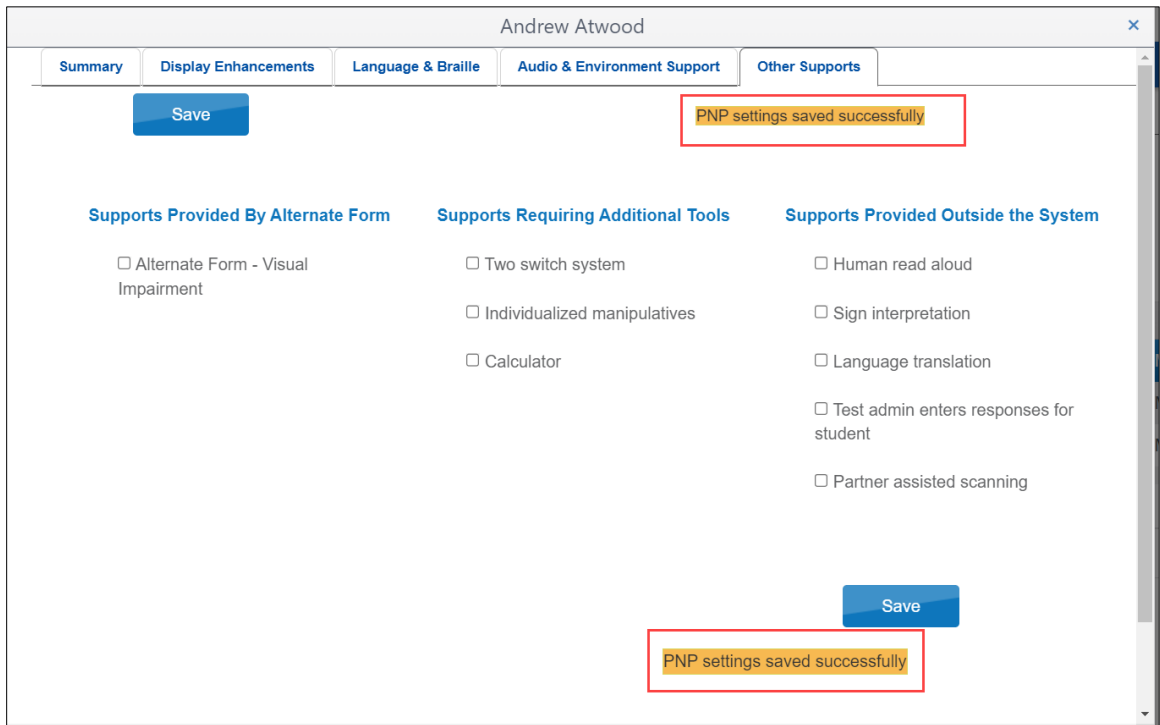 Andrew Atwood
Summary
Display Enhancements
Language & Braille
Audio & Environment Support
Other Supports
Save
PNP settings saved successfully
Supports Provided By Alternate Form
Alternate Form - Visual
Impairment
Supports Requiring Additional Tools
Two switch system
Individualized manipulatives
Calculator
Supports Provided Outside the System
Human read aloud
Sign interpretation
Language translation
Test admin enters responses for
student
Partner assisted scanning
Save
PNP settings saved successfully